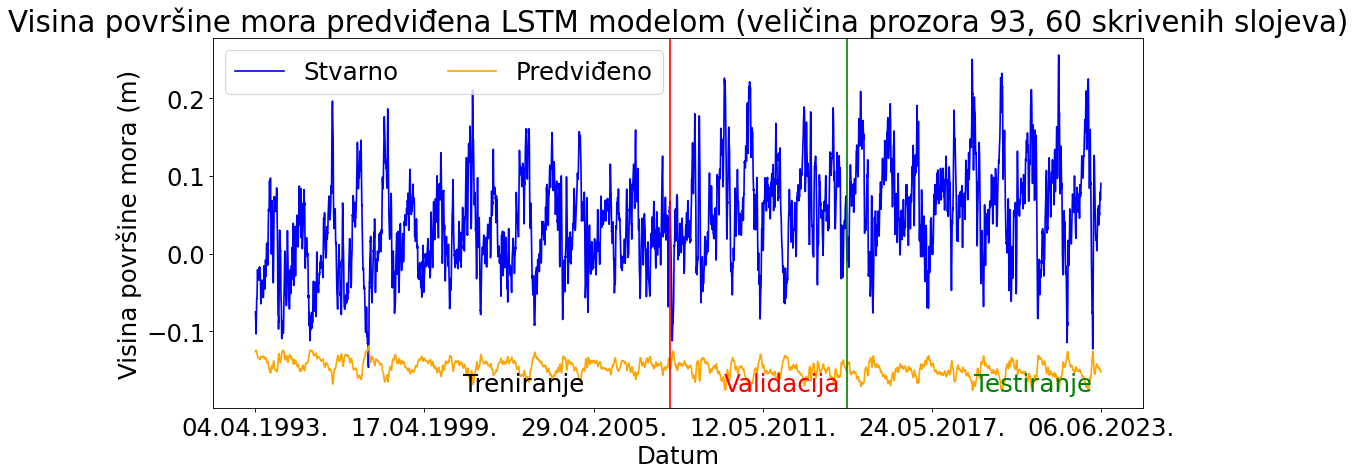 Visina površine mora predviđena LSTM modelom (veličina prozora 93, 60 skrivenih slojeva)
Stvarno
Predviđeno
Visina površine mora (m)
0.2
0.1
0.0
−0.1
Treniranje
Validacija
Testiranje
04.04.1993.
17.04.1999.
29.04.2005.
12.05.2011.
24.05.2017.
06.06.2023.
Datum